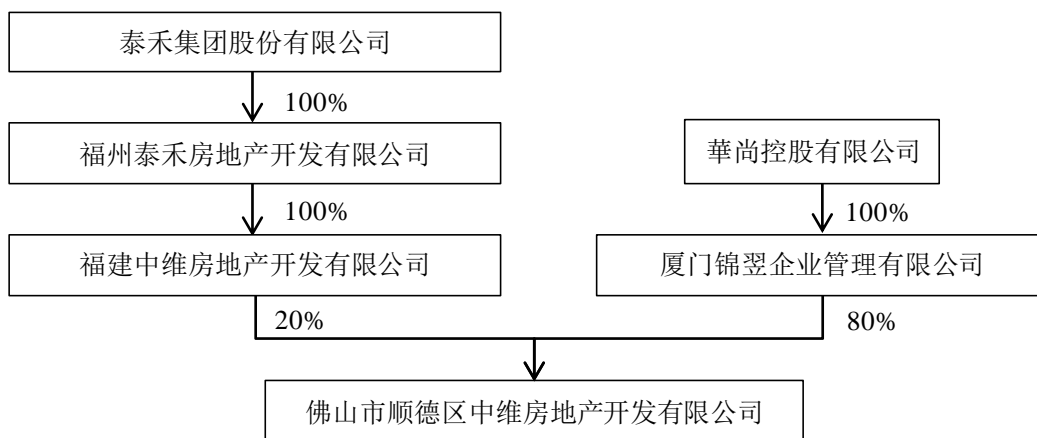 泰禾集团股份有限公司
100%
福州泰禾房地产开发有限公司
華尚控股有限公司
100%
100%
福建中维房地产开发有限公司
厦门锦翌企业管理有限公司
20%
80%
佛山市顺德区中维房地产开发有限公司